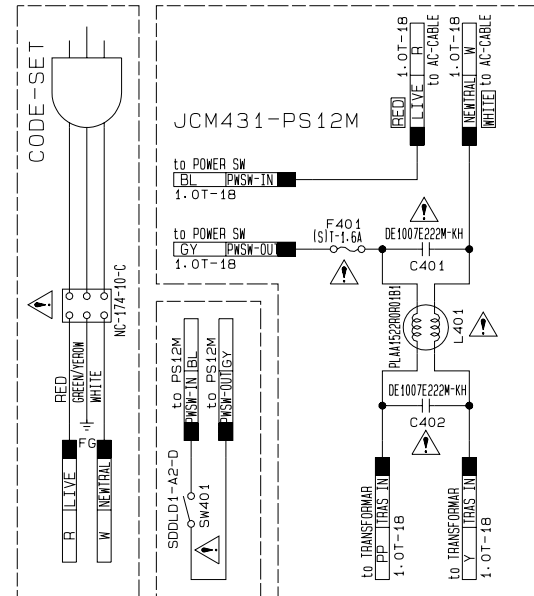 CODE-SET
NC-174-10-C
RED
GREEN/YEROW
WHITE
FG
R LIVE
W NEWTRAL
JCM431-PS12M
1.0T-18
R LIVE
to AC-CABLE
RED
1.0T-18
W NEWTRAL
to AC-CABLE
WHITE
to POWER SW
BL PWSW-IN
1.0T-18
to POWER SW
GY PWSW-OUT
1.0T-18
F401
(S)T-1.6A
DE1007E222M-KH
C401
PLAA1522R0R01B1
L401
DE1007E222M-KH
C402
to TRANSFORMAR
PP TRAS IN
1.0T-18
to TRANSFORMAR
Y TRAS IN
1.0T-18
to PS12M
PWSW-IN BL
to PS12M
PWSW-OUT GY
SDDLD1-A2-D
SW401